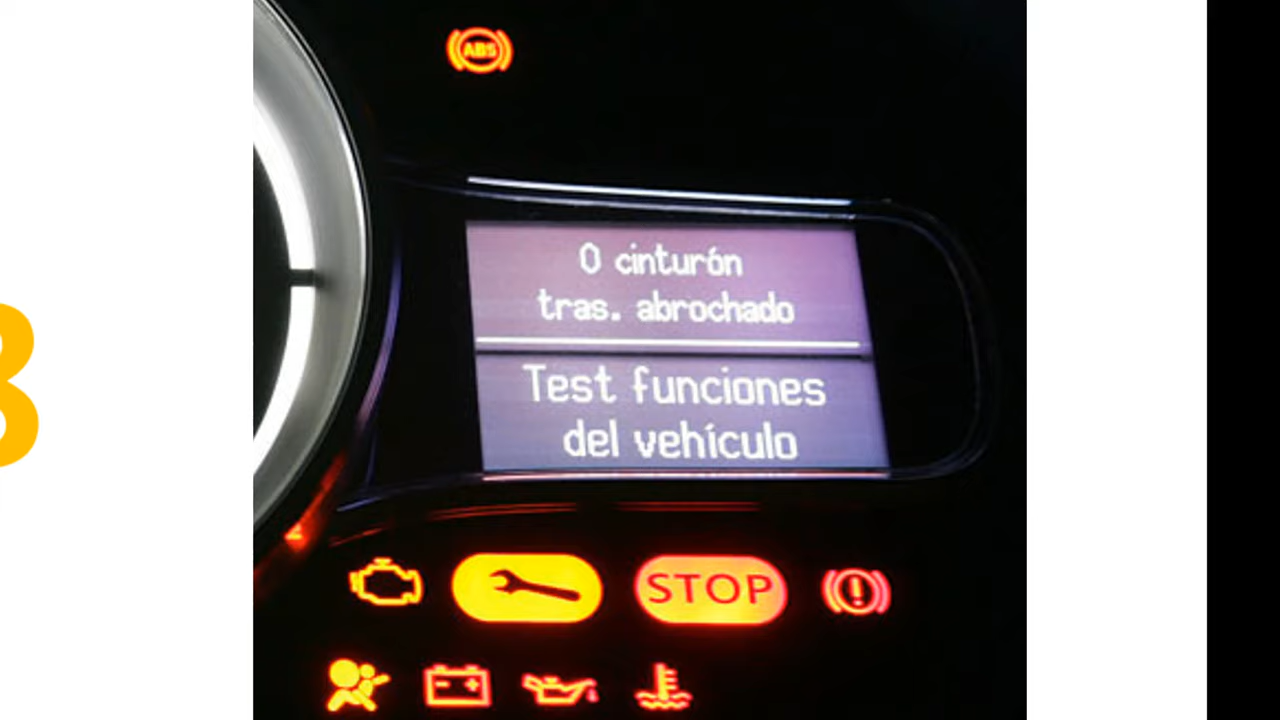 ABS
0 cinturón
tras. abrochado
Test funciones
del vehículo
STOP